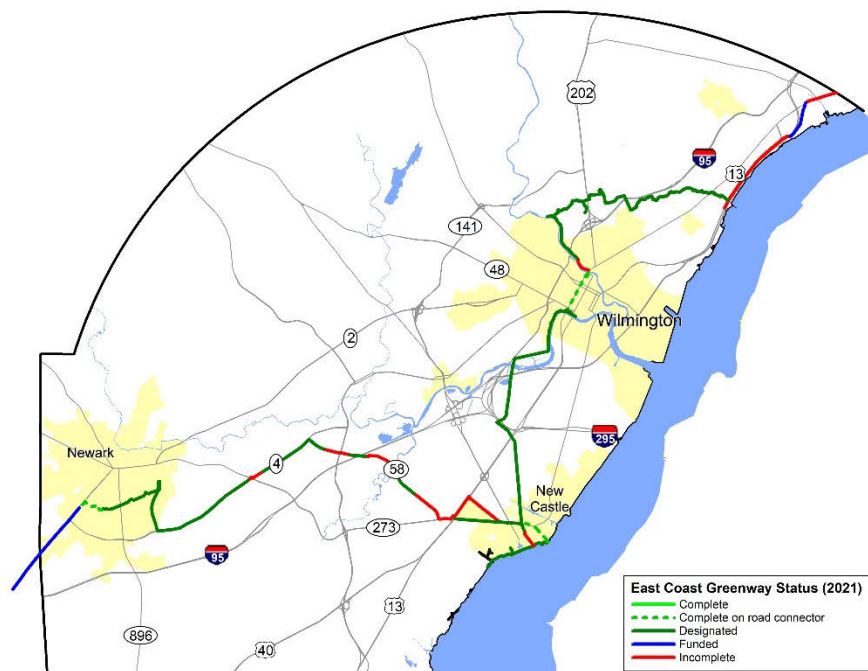 202
95
13
141
48
Wilmington
2
295
Newark
4
58
New
Castle
273
95
13
896
40
East Coast Greenway Status (2021)
Complete
Complete on road connector
Designated
Funded
Incomplete